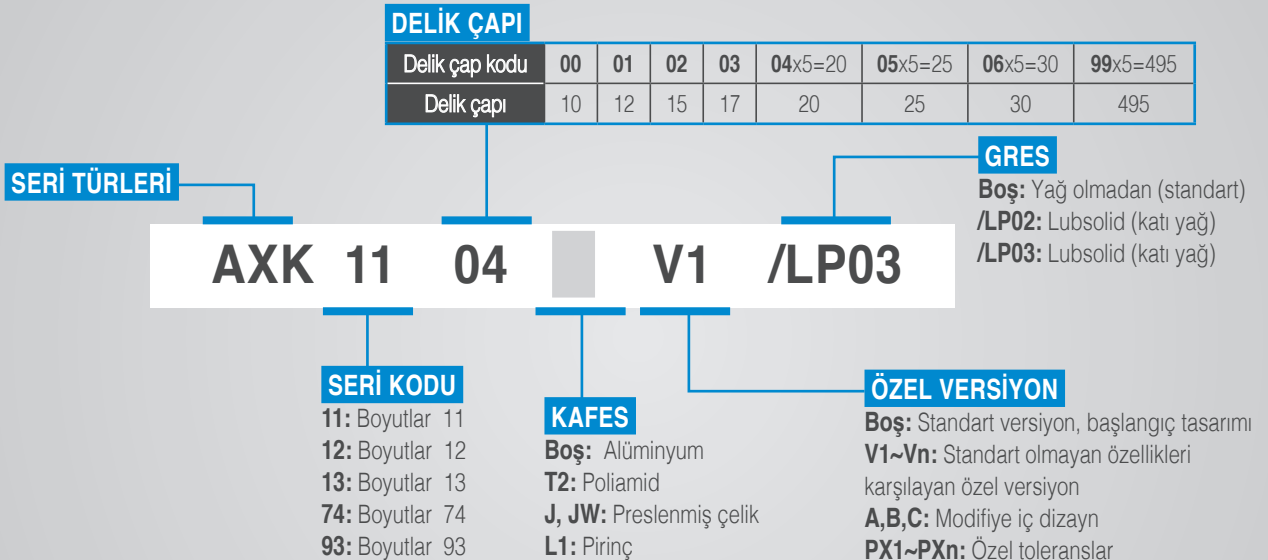 DELİK ÇAPI
Delik çap kodu 00 01 02 03 04x5=20 05x5=25 06x5=30 99x5=495
Delik çapı 10 12 15 17 20 25 30 495
SERİ TÜRLERİ
GRES
Boş: Yağ olmadan (standart)
/LP02: Lubsolid (katı yağ)
/LP03: Lubsolid (katı yağ)
AXK 11 04 V1 /LP03
SERİ KODU
11: Boyutlar 11
12: Boyutlar 12
13: Boyutlar 13
74: Boyutlar 74
93: Boyutlar 93
KAFES
Boş: Alüminyum
T2: Poliamid
J, JW: Preslenmiş çelik
L1: Pirinç
ÖZEL VERSİYON
Boş: Standart versiyon, başlangıç tasarımı
V1~Vn: Standart olmayan özellikleri
karşılayan özel versiyon
A,B,C: Modifiye iç dizayn
PX1~PXn: Özel toleranslar